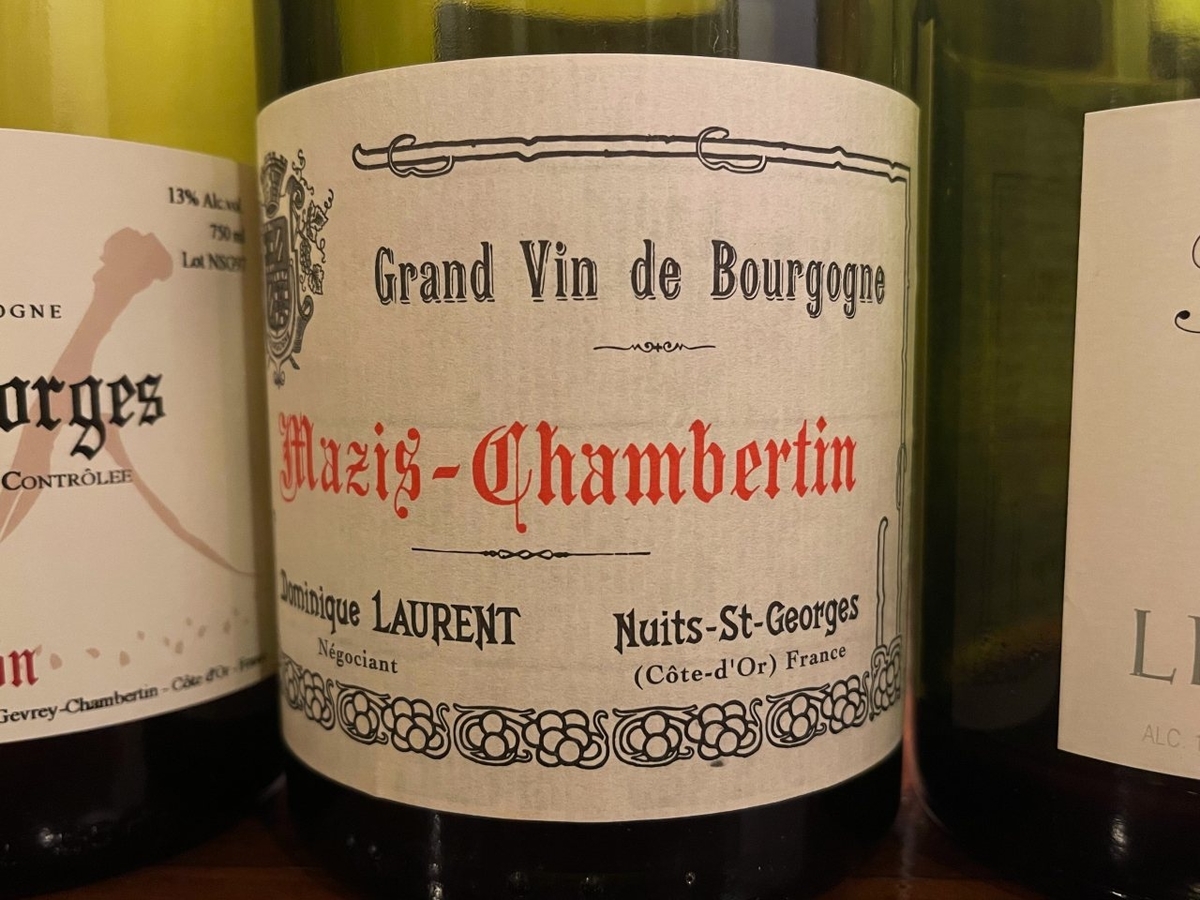 13% Alc.vol.
750 ml
OGNE
orges
CONTRÔLEE
on
Gevrey-Chambertin - Côte d'Or -
Grand Vin de Bourgogne
Mazis-Chambertin
Dominique LAURENT
Négociant
Nuits-St-Georges
(Côte-d'Or) France
ALC.